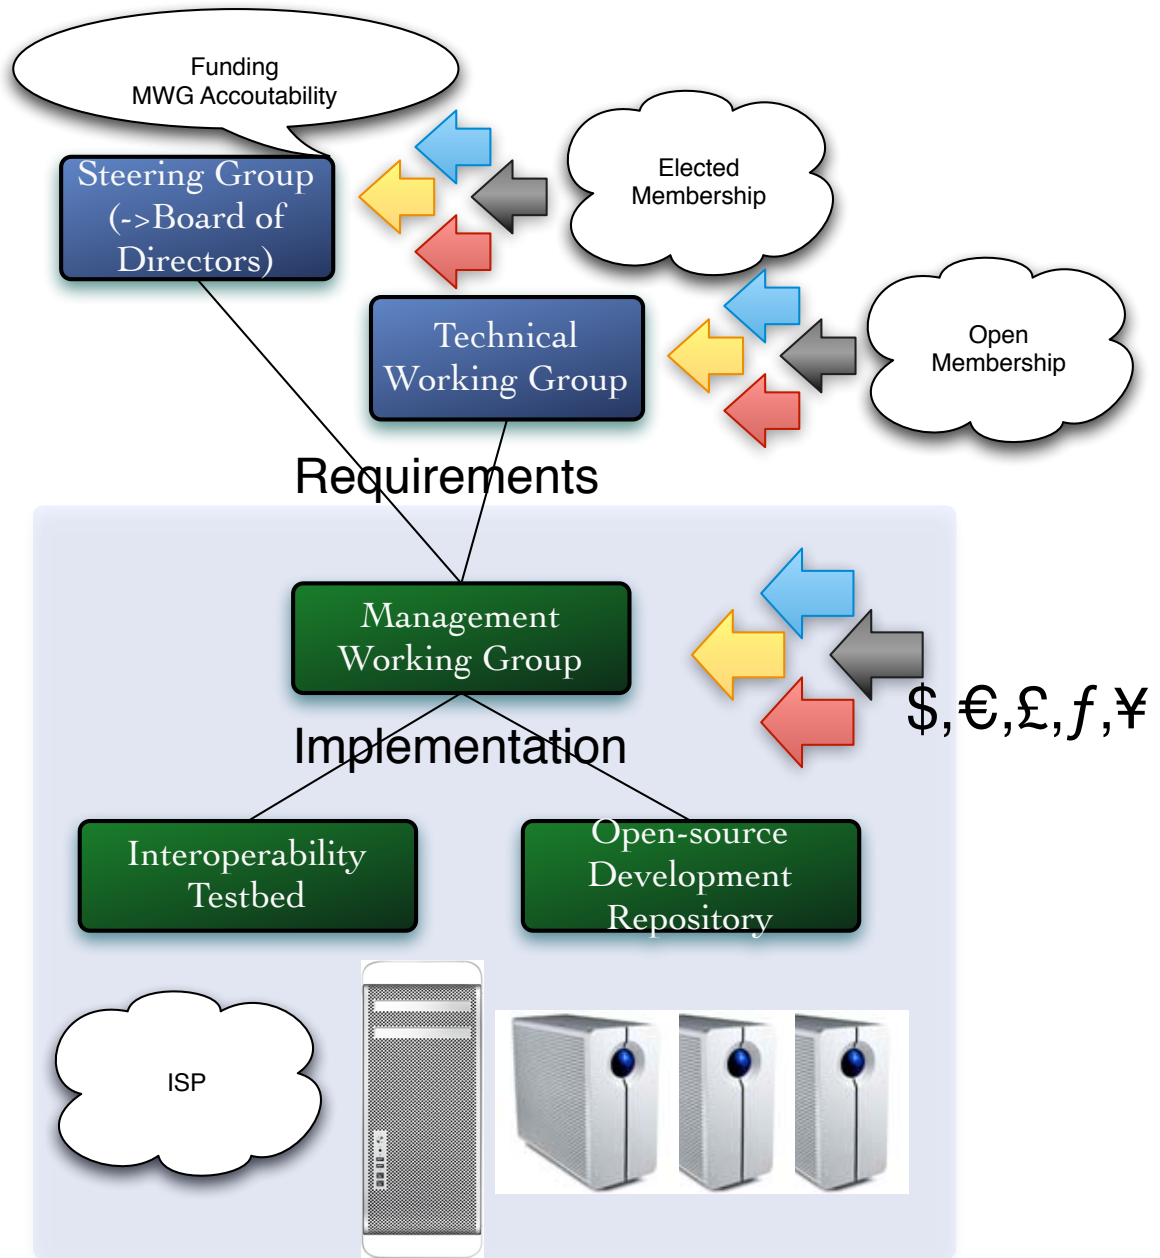 Funding
MWG Accoutability
Steering Group
(->Board of
Directors)
Elected
Membership
Technical
Working Group
Open
Membership
Requirements
Management
Working Group
$,€,£,ƒ,¥
Implementation
Interoperability
Testbed
Open-source
Development
Repository
ISP